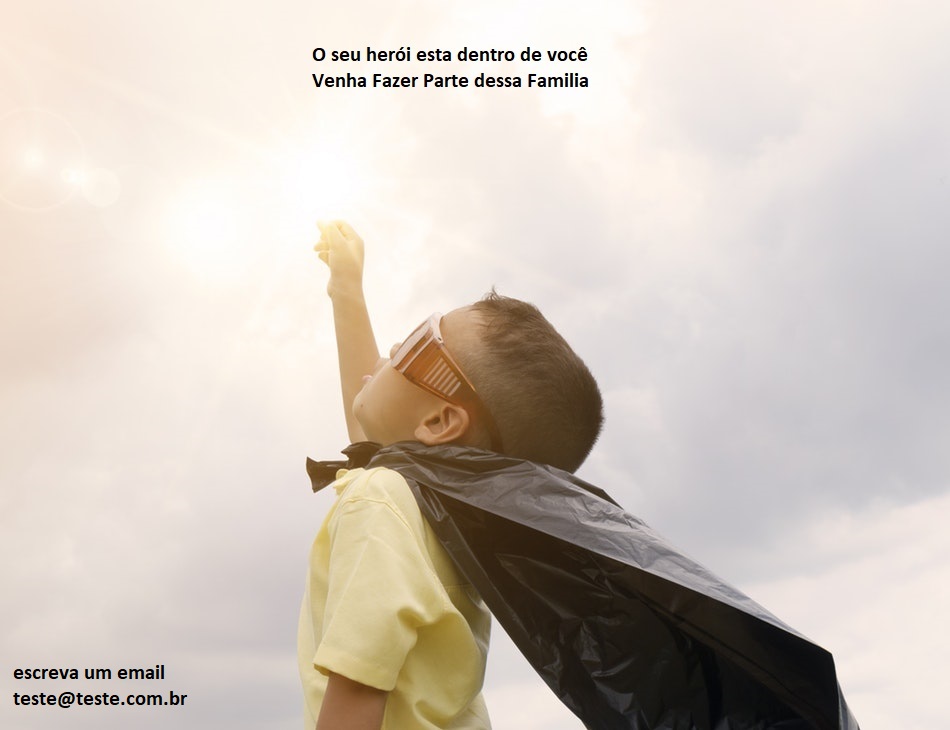 O seu herói esta dentro de você
Venha Fazer Parte dessa Familia
escreva um email
teste@teste.com.br